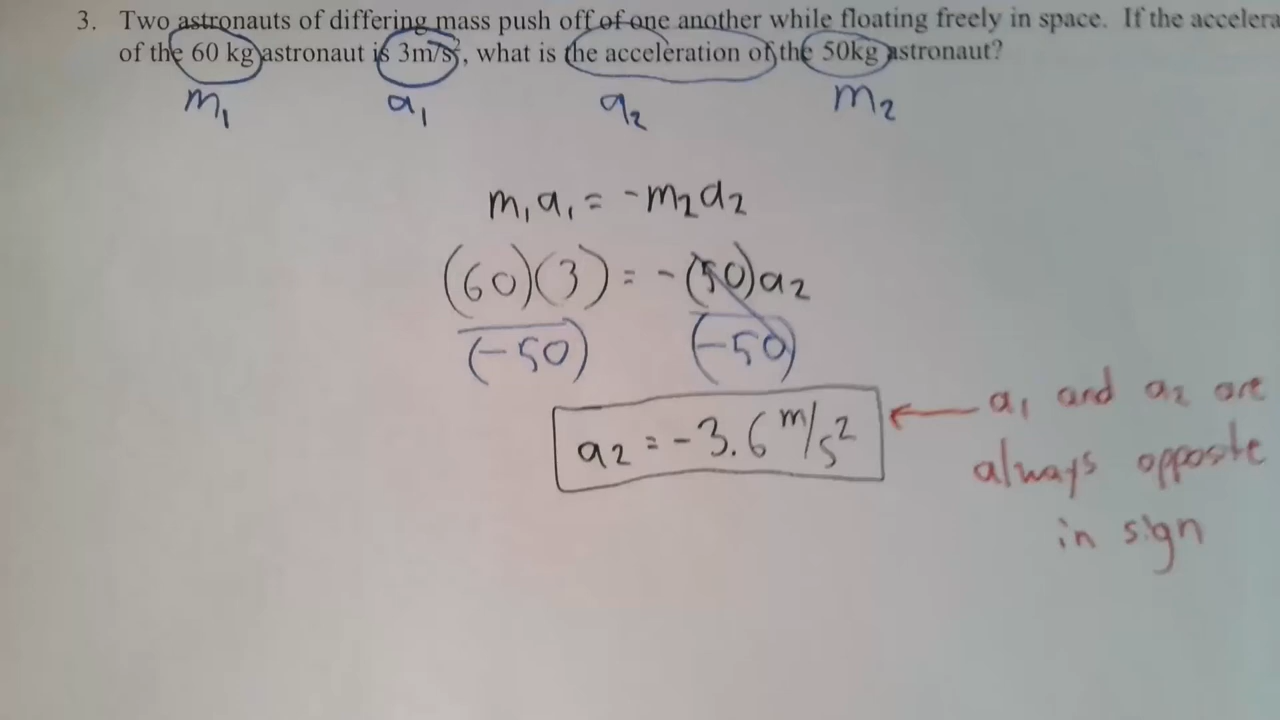 3. Two astronauts of differing mass push off of one another while floating freely in space. If the accelera
of the 60 kg astronaut is 3m/s², what is the acceleration of the 50kg astronaut?
m₁ a₁ a₂ m₂
m₁a₁ = -m₂a₂
(60)(3) = -(50)a₂
(-50) (-50)
a₂ = -3.6 m/s² ← a₁ and a₂ are
always opposite
in sign